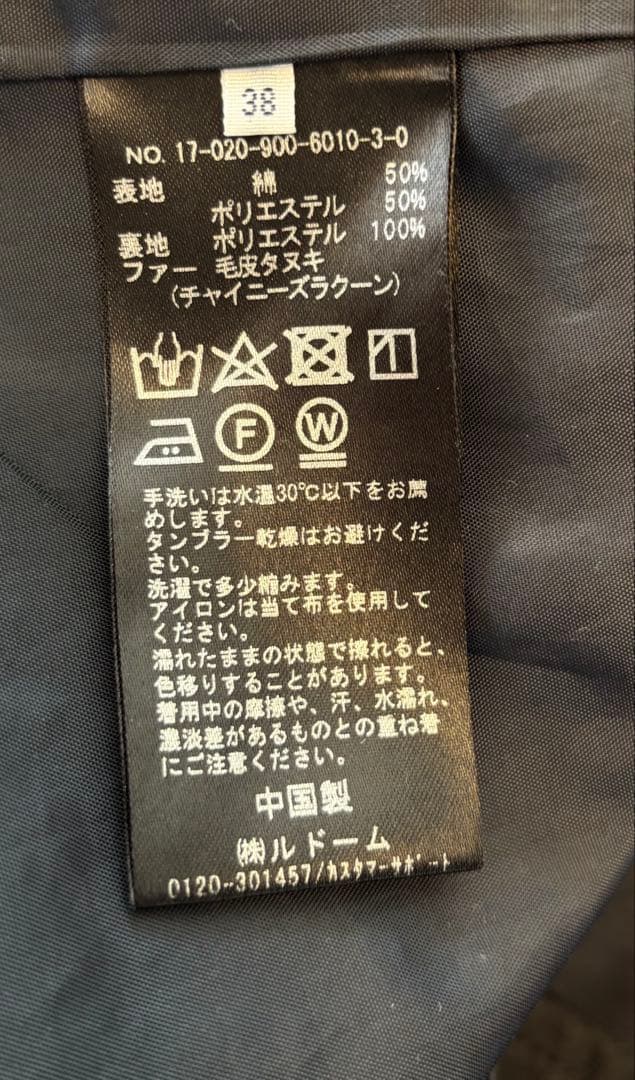 38
NO. 17-020-900-6010-3-0
表地 綿 50%
ポリエステル 50%
裏地 ポリエステル 100%
ファー 毛皮タヌキ
(チャイニーズラクーン)
F W
手洗いは水温30℃以下をお薦
めします。
タンブラー乾燥はお避けくだ
さい。
洗濯で多少縮みます。
アイロンは当て布を使用して
ください。
濡れたままの状態で擦れると、
色移りすることがあります。
着用中の摩擦や、汗、水濡れ、
濃淡差があるものとの重ね着
にご注意ください。
中国製
(株)ルドーム
0120-301457/カスタマーサポート